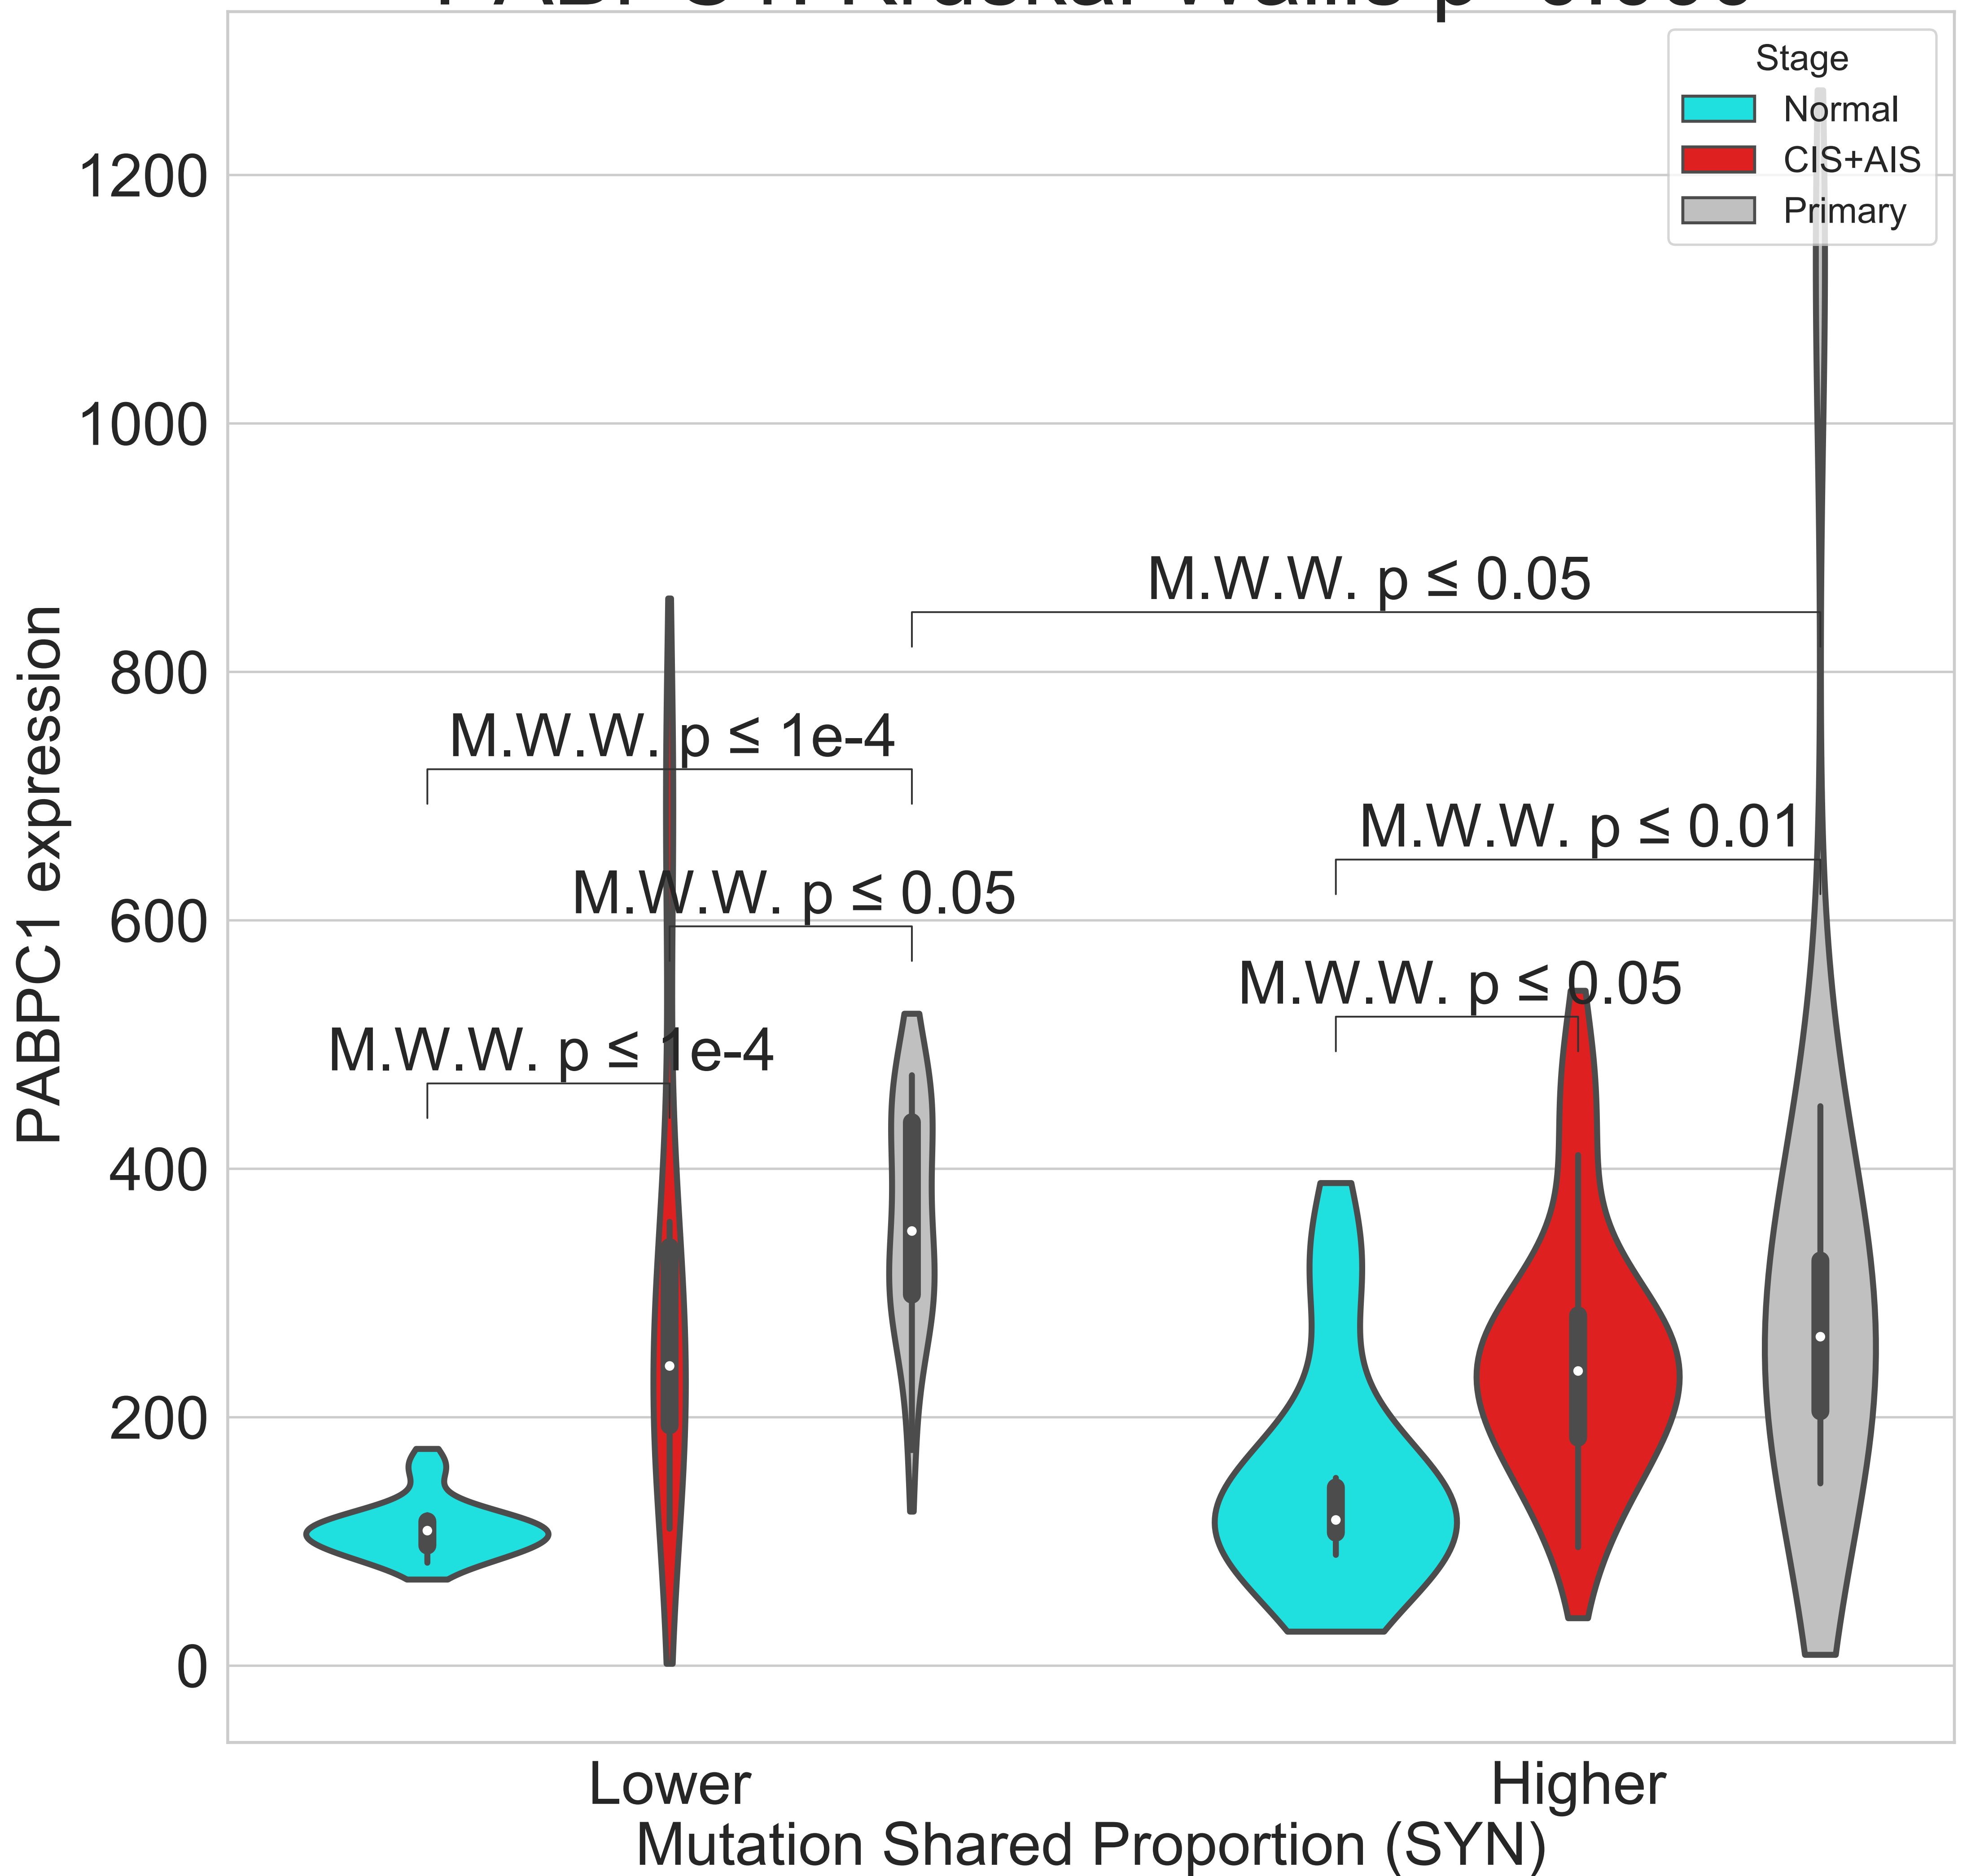 Stage
Normal
CIS+AIS
Primary
1200
1000
800
600
400
200
0
PABPC1 expression
M.W.W. p ≤ 0.05
M.W.W. p ≤ 1e-4
M.W.W. p ≤ 0.01
M.W.W. p ≤ 0.05
M.W.W. p ≤ 0.05
M.W.W. p ≤ 1e-4
Lower
Higher
Mutation Shared Proportion (SYN)